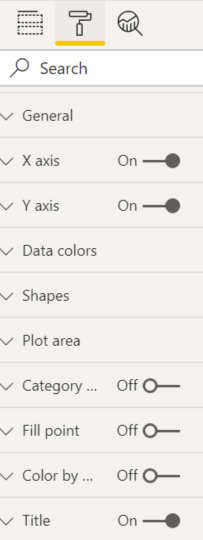 Search
General
X axis On
Y axis On
Data colors
Shapes
Plot area
Category ... Off
Fill point Off
Color by ... Off
Title On